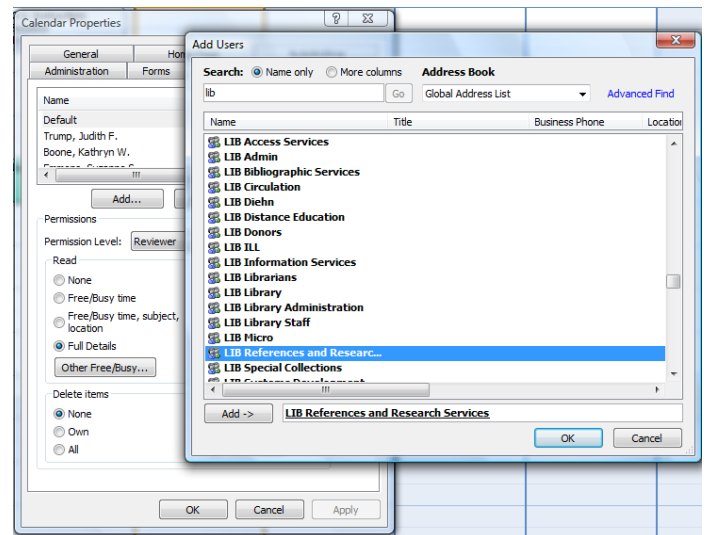 Calendar Properties
General
Administration Forms
Name
Default
Trump, Judith F.
Boone, Kathryn W.
Add...
Permissions
Permission Level: Reviewer
Read
None
Free/Busy time
Free/Busy time, subject,
location
Full Details
Other Free/Busy...
Delete items
None
Own
All
OK Cancel Apply
Add Users
Search: Name only More columns Address Book
lib Go Global Address List Advanced Find
Name Title Business Phone Location
LIB Access Services
LIB Admin
LIB Bibliographic Services
LIB Circulation
LIB Diehn
LIB Distance Education
LIB Donors
LIB ILL
LIB Information Services
LIB Librarians
LIB Library
LIB Library Administration
LIB Library Staff
LIB Micro
LIB References and Researc...
LIB Special Collections
LIB Systems Development
Add -> LIB References and Research Services
OK Cancel